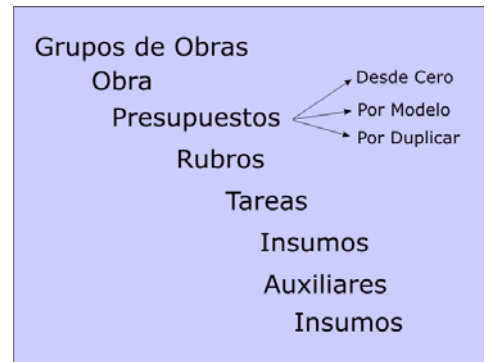 Grupos de Obras
Obra
Presupuestos
Desde Cero
Por Modelo
Por Duplicar
Rubros
Tareas
Insumos
Auxiliares
Insumos